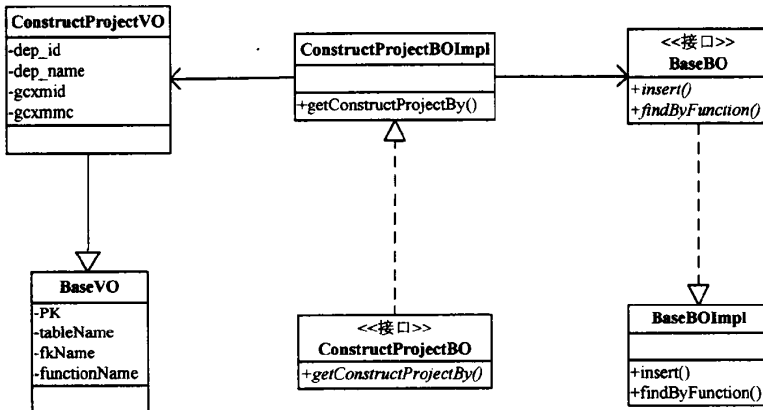 ConstructProjectVO
-dep_id
-dep_name
-gcxmid
-gcxmmc
ConstructProjectBOImpl
+getConstructProjectBy()
<<接口>>
BaseBO
+insert()
+findByFunction()
BaseVO
-PK
-tableName
-fkName
-functionName
<<接口>>
ConstructProjectBO
+getConstructProjectBy()
BaseBOImpl
+insert()
+findByFunction()